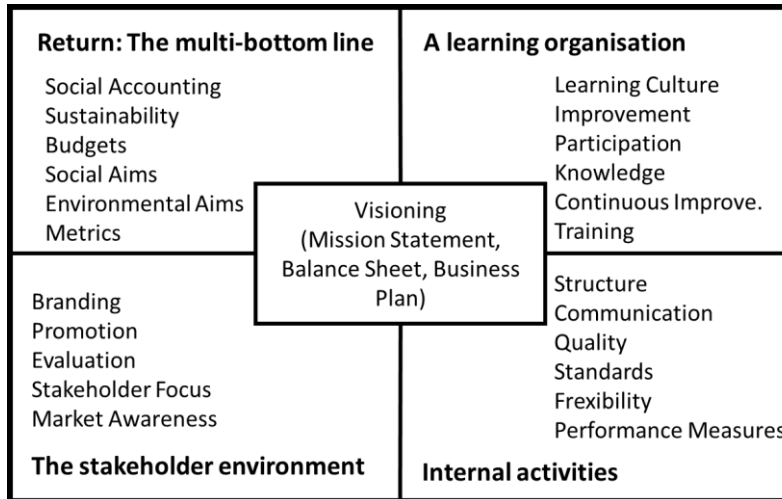 Return: The multi-bottom line
Social Accounting
Sustainability
Budgets
Social Aims
Environmental Aims
Metrics
A learning organisation
Learning Culture
Improvement
Participation
Knowledge
Continuous Improve.
Training
Visioning
(Mission Statement,
Balance Sheet, Business
Plan)
Branding
Promotion
Evaluation
Stakeholder Focus
Market Awareness
The stakeholder environment
Structure
Communication
Quality
Standards
Frexibility
Performance Measures
Internal activities